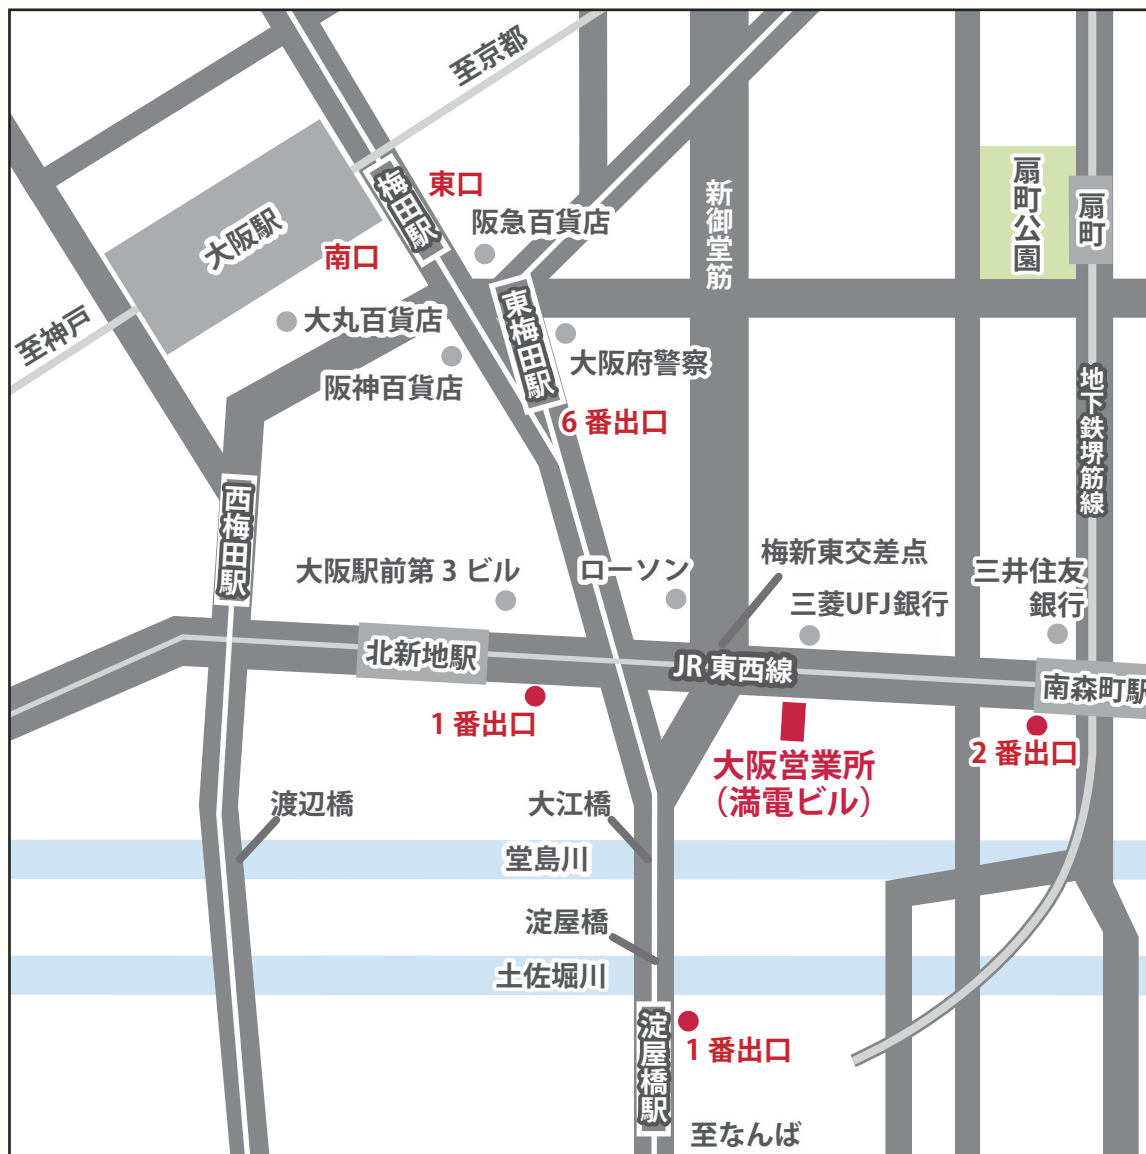 至京都
東口
梅田駅
阪急百貨店
大阪駅
南口
新御堂筋
扇町公園
扇町
至神戸
大丸百貨店
東梅田駅
大阪府警察
阪神百貨店
6 番出口
地下鉄堺筋線
西梅田駅
大阪駅前第 3 ビル
ローソン
梅新東交差点
三菱UFJ銀行
三井住友
銀行
北新地駅
JR 東西線
南森町駅
1 番出口
2 番出口
大阪営業所
（満電ビル）
渡辺橋
大江橋
堂島川
淀屋橋
土佐堀川
淀屋橋駅
1 番出口
至なんば